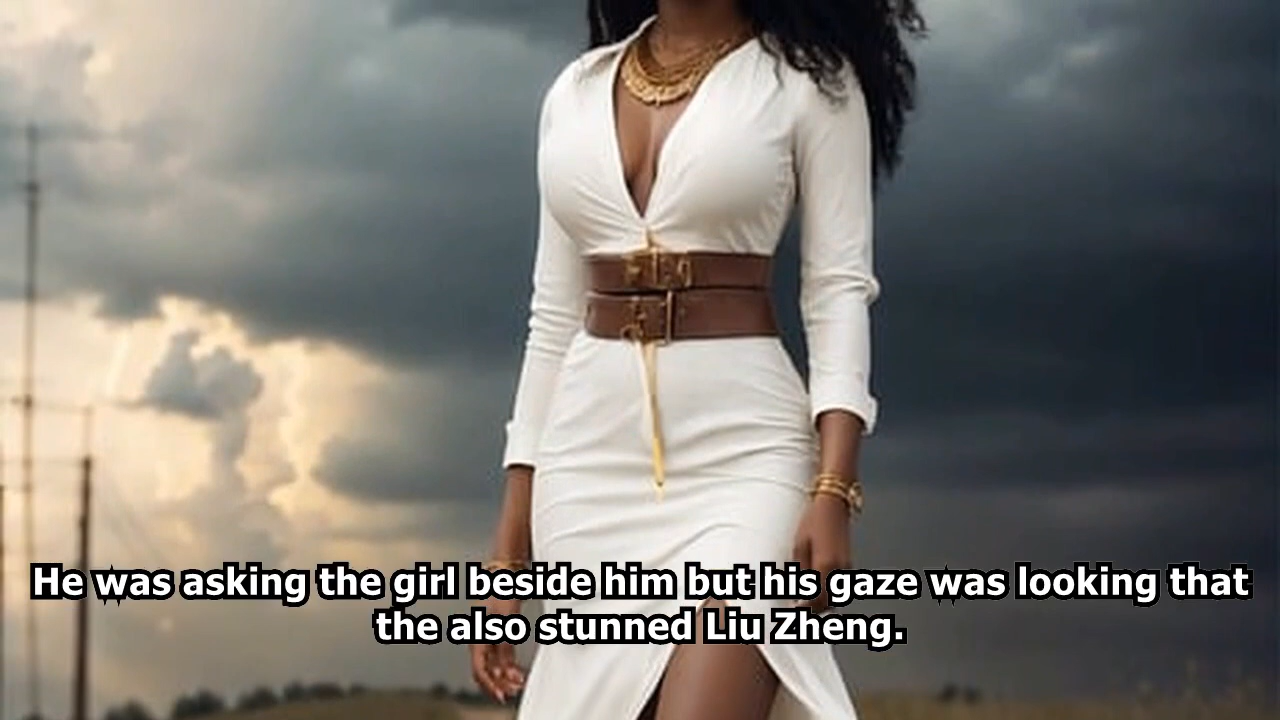 He was asking the girl beside him but his gaze was looking that
the also stunned Liu Zheng.